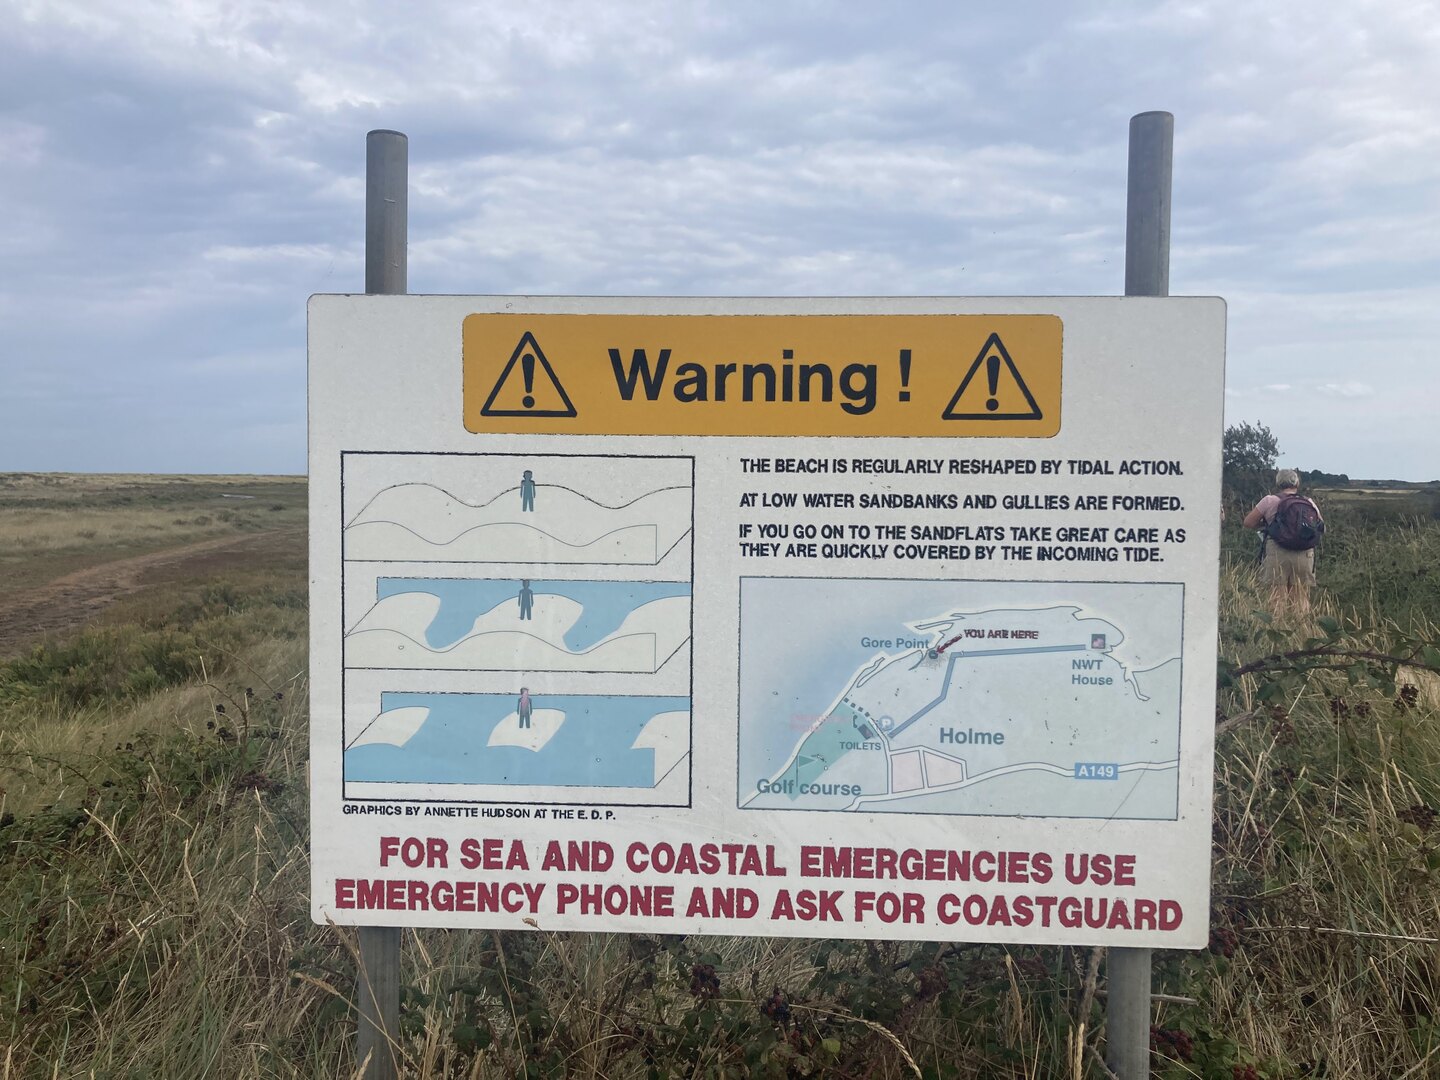 Warning !
THE BEACH IS REGULARLY RESHAPED BY TIDAL ACTION.
AT LOW WATER SANDBANKS AND GULLIES ARE FORMED.
IF YOU GO ON TO THE SANDFLATS TAKE GREAT CARE AS
THEY ARE QUICKLY COVERED BY THE INCOMING TIDE.
Gore Point
YOU ARE HERE
NWT
House
P
TOILETS
Holme
A149
Golf course
GRAPHICS BY ANNETTE HUDSON AT THE E. D. P.
FOR SEA AND COASTAL EMERGENCIES USE
EMERGENCY PHONE AND ASK FOR COASTGUARD